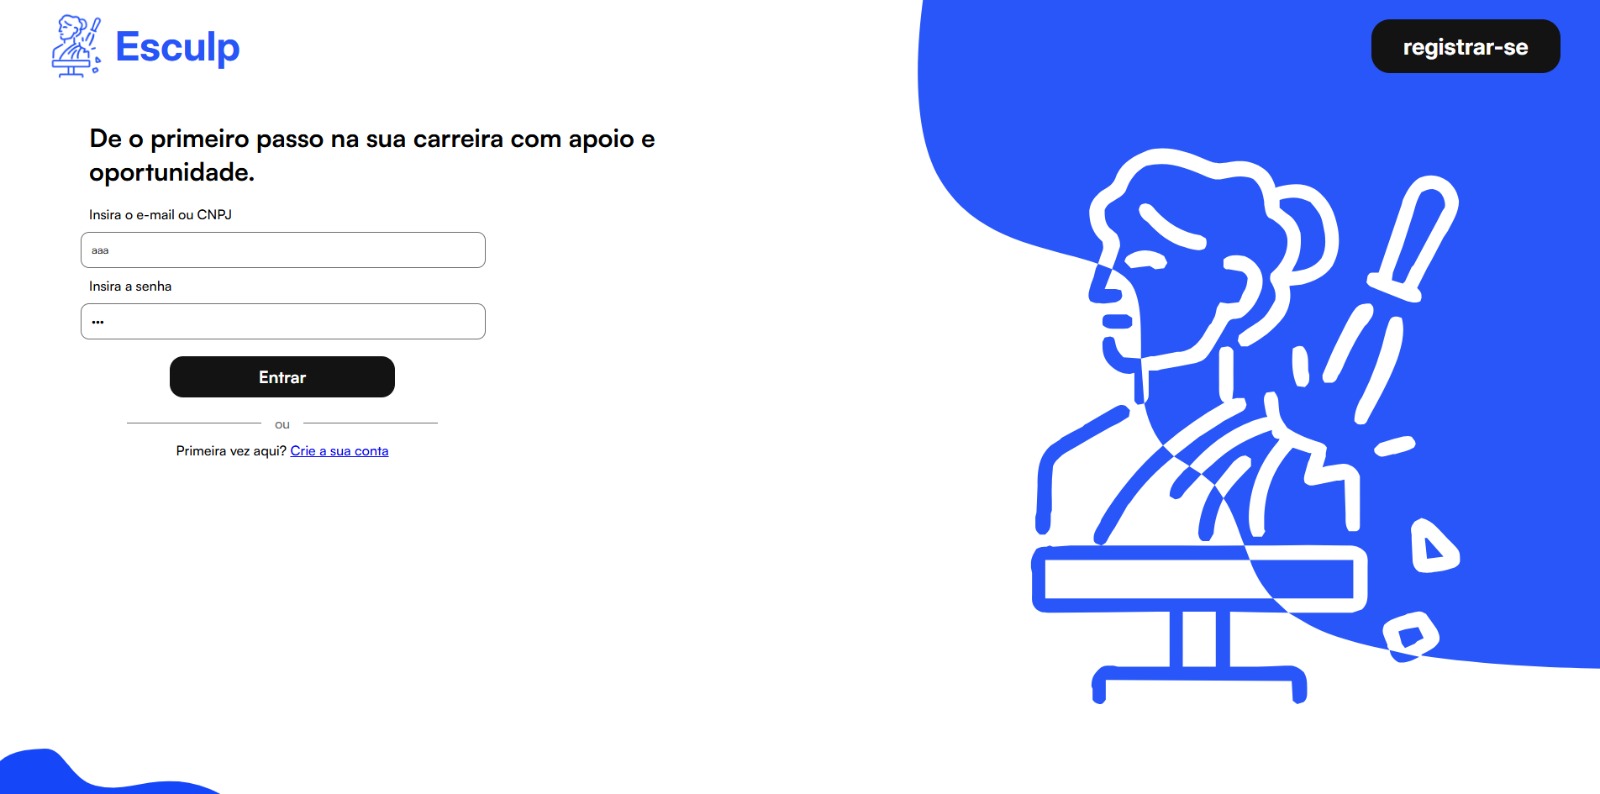 Esculp
registrar-se
De o primeiro passo na sua carreira com apoio e
oportunidade.
Insira o e-mail ou CNPJ
aaa
Insira a senha
•••
Entrar
ou
Primeira vez aqui? Crie a sua conta